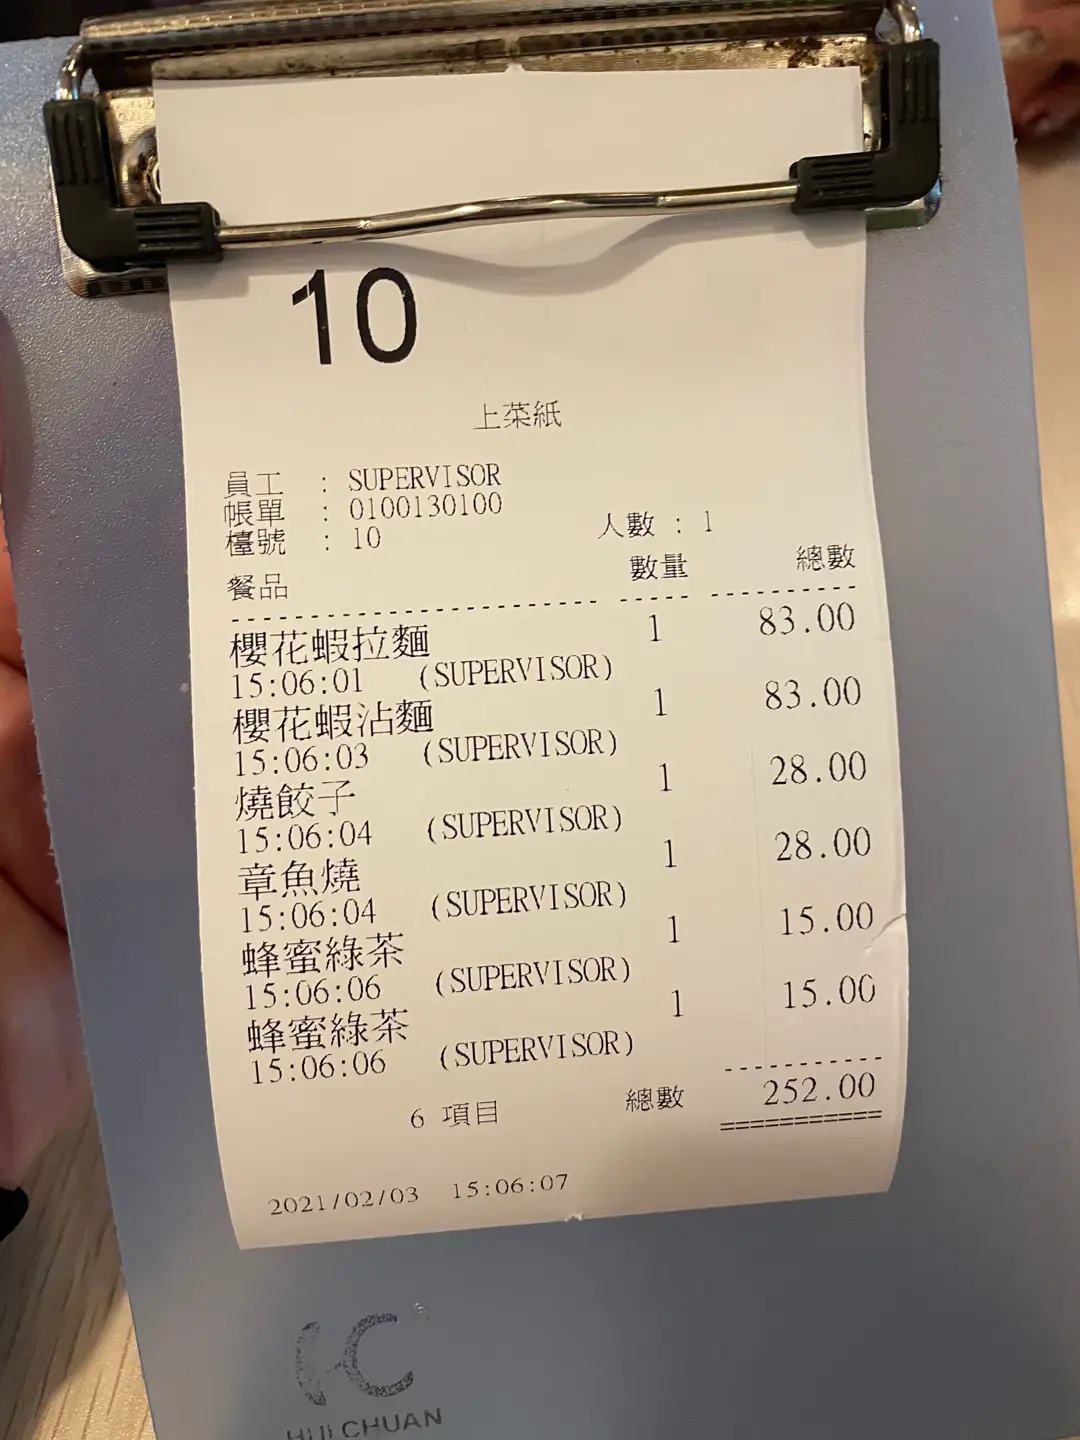 10
上菜紙
員工 : SUPERVISOR
帳單 : 0100130100
檯號 : 10 人數 : 1
餐品 數量 總數
櫻花蝦拉麵 1 83.00
15:06:01 (SUPERVISOR)
櫻花蝦沾麵 1 83.00
15:06:03 (SUPERVISOR)
燒餃子 1 28.00
15:06:04 (SUPERVISOR)
章魚燒 1 28.00
15:06:04 (SUPERVISOR)
蜂蜜綠茶 1 15.00
15:06:06 (SUPERVISOR)
蜂蜜綠茶 1 15.00
15:06:06 (SUPERVISOR)
6 項目 總數 252.00
2021/02/03 15:06:07
HC
HUI CHUAN